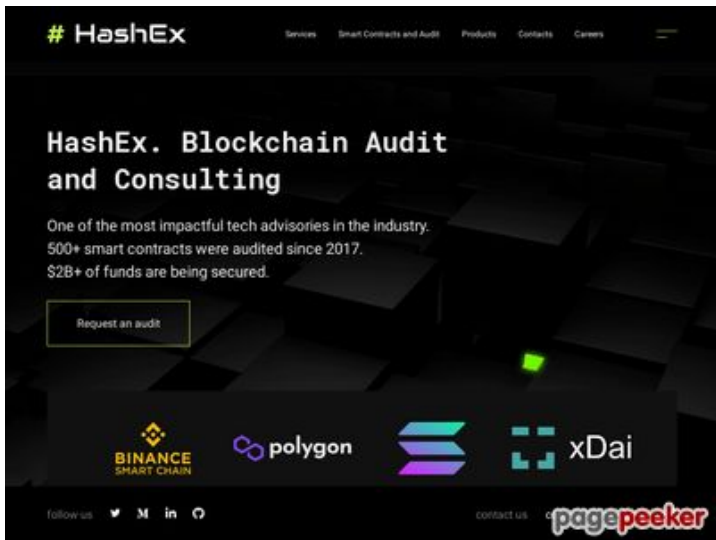 # HashEx
Services Smart Contracts and Audit Products Contacts Careers
HashEx. Blockchain Audit
and Consulting
One of the most impactful tech advisories in the industry.
500+ smart contracts were audited since 2017.
$2B+ of funds are being secured.
Request an audit
BINANCE
SMART CHAIN
polygon
xDai
follow us
contact us
pagepeeker